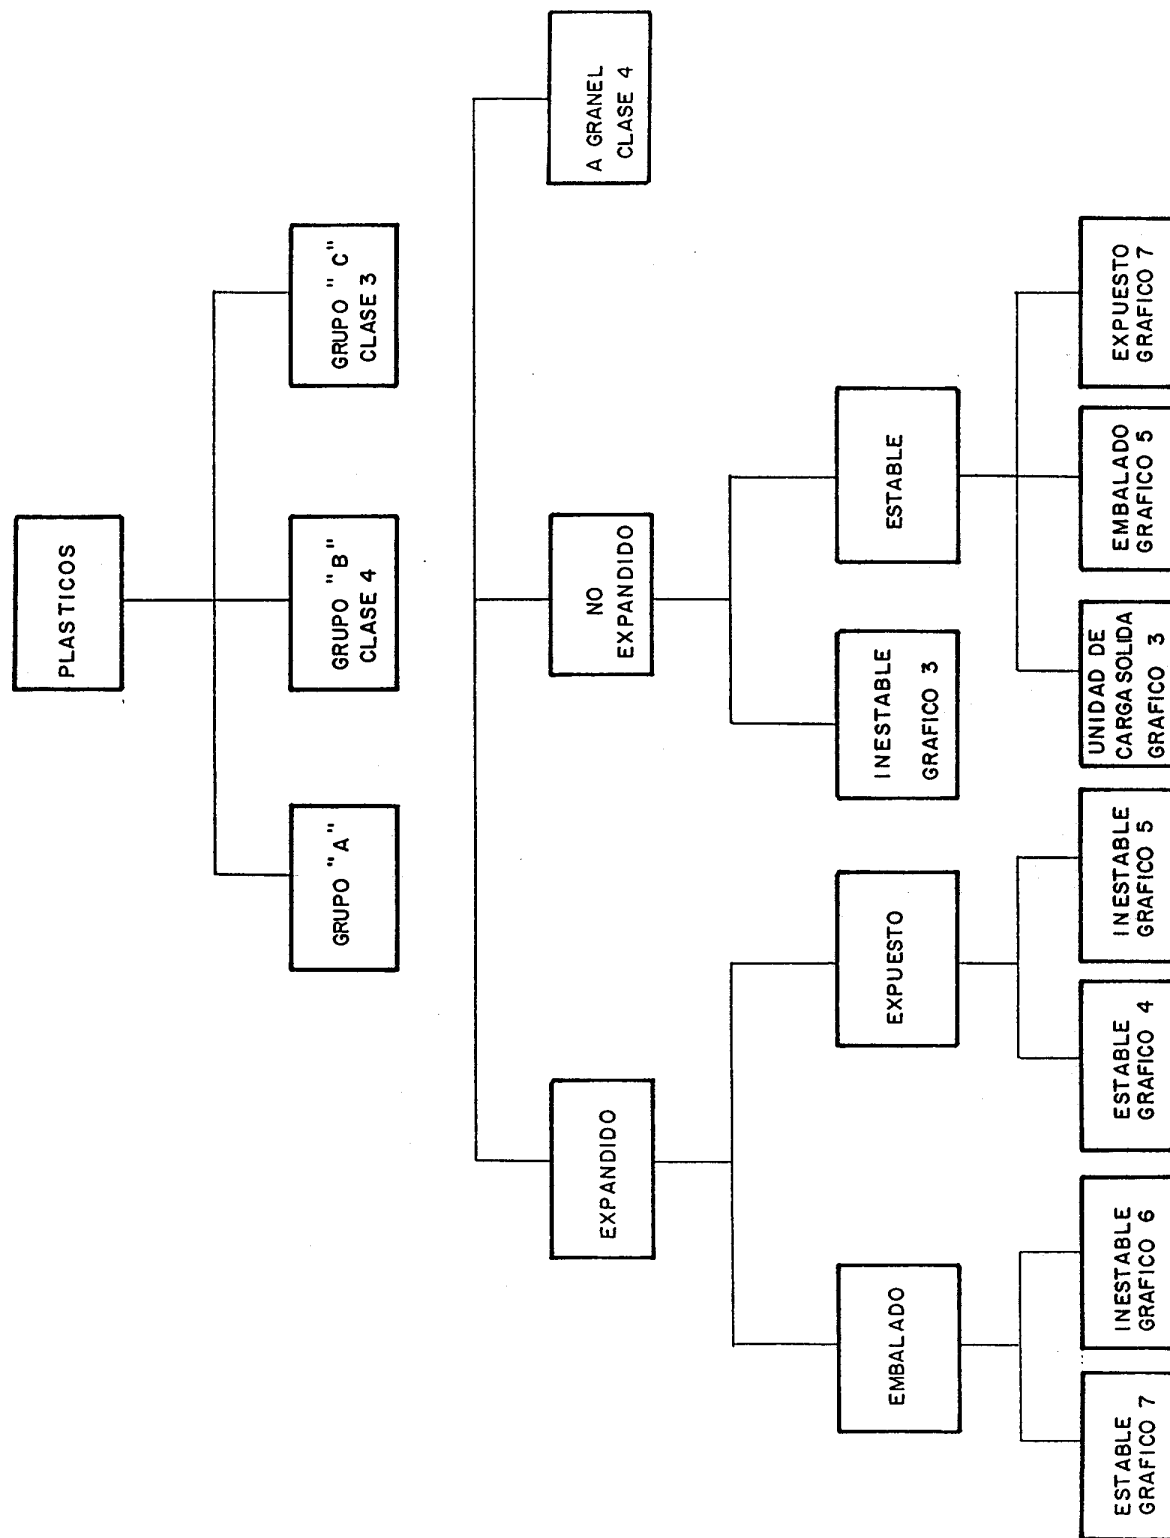 PLASTICOS
GRUPO "A"
GRUPO "B"
CLASE 4
GRUPO "C"
CLASE 3
EXPANDIDO
NO
EXPANDIDO
A GRANEL
CLASE 4
EMBALADO
EXPUESTO
INESTABLE
GRAFICO 3
ESTABLE
ESTABLE
GRAFICO 7
INESTABLE
GRAFICO 6
ESTABLE
GRAFICO 4
INESTABLE
GRAFICO 5
UNIDAD DE
CARGA SOLIDA
GRAFICO 3
EMBALADO
GRAFICO 5
EXPUESTO
GRAFICO 7